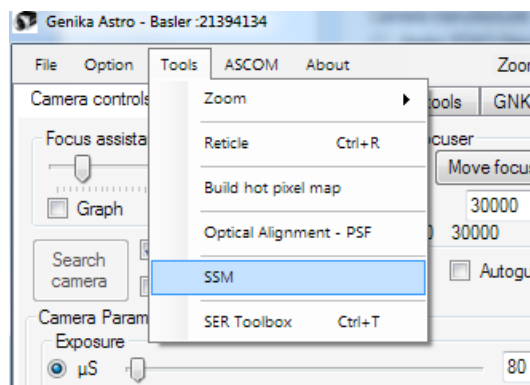 Genika Astro - Basler :21394134
File Option Tools ASCOM About Zoo
Camera controls Zoom ools GNK
Focus assista Reticle Ctrl+R cuser
Move focus
Graph Build hot pixel map 30000
Optical Alignment - PSF 30000
Search camera SSM Autogu
Camera Param SER Toolbox Ctrl+T
Exposure
µS 80